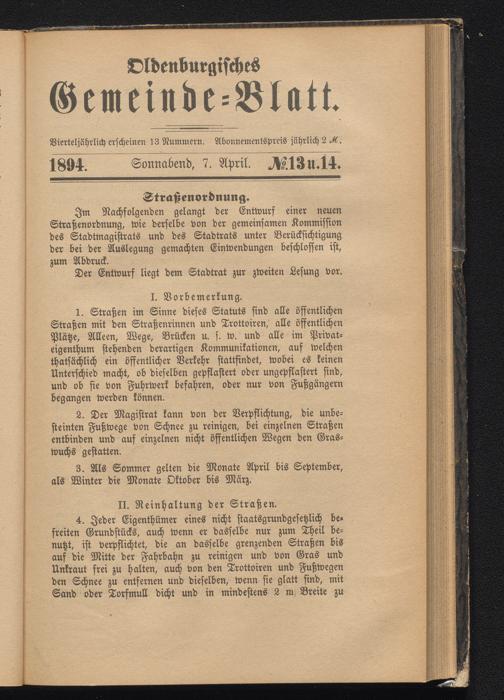 Oldenburgisches
Gemeinde-Blatt.
Vierteljährlich erscheinen 13 Nummern. Abonnementspreis jährlich 2 ℳ.
1894. Sonnabend, 7. April. №. 13 u. 14.
Straßenordnung.
Im Nachfolgenden gelangt der Entwurf einer neuen
Straßenordnung, wie derselbe von der gemeinsamen Kommission
des Stadtmagistrats und des Stadtrats unter Berücksichtigung
der bei der Auslegung gemachten Einwendungen beschlossen ist,
zum Abdruck.
Der Entwurf liegt dem Stadtrat zur zweiten Lesung vor.
I. Vorbemerkung.
1. Straßen im Sinne dieses Statuts sind alle öffentlichen
Straßen mit den Straßenrinnen und Trottoiren, alle öffentlichen
Plätze, Alleen, Wege, Brücken u. s. w. und alle im Privat-
eigenthum stehenden derartigen Kommunikationen, auf welchen
thatsächlich ein öffentlicher Verkehr stattfindet, wobei es keinen
Unterschied macht, ob dieselben gepflastert oder ungepflastert sind,
und ob sie von Fuhrwerk befahren, oder nur von Fußgängern
begangen werden können.
2. Der Magistrat kann von der Verpflichtung, die unbe-
steinten Fußwege von Schnee zu reinigen, bei einzelnen Straßen
entbinden und auf einzelnen nicht öffentlichen Wegen den Gras-
wuchs gestatten.
3. Als Sommer gelten die Monate April bis September,
als Winter die Monate Oktober bis März.
II. Reinhaltung der Straßen.
4. Jeder Eigenthümer eines nicht staatsgrundgesetzlich be-
freiten Grundstücks, auch wenn er dasselbe nur zum Theil be-
nutzt, ist verpflichtet, die an dasselbe grenzenden Straßen bis
auf die Mitte der Fahrbahn zu reinigen und von Gras und
Unkraut frei zu halten, auch von den Trottoiren und Fußwegen
den Schnee zu entfernen und dieselben, wenn sie glatt sind, mit
Sand oder Torfmull dicht und in mindestens 2 m Breite zu